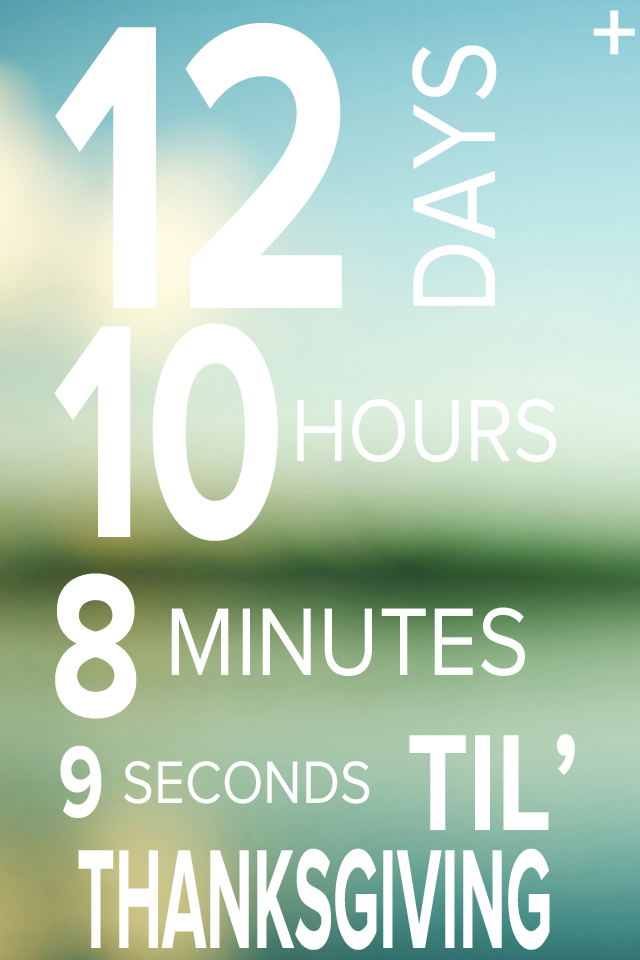 +
12 DAYS
10 HOURS
8 MINUTES
9 SECONDS TIL’
THANKSGIVING